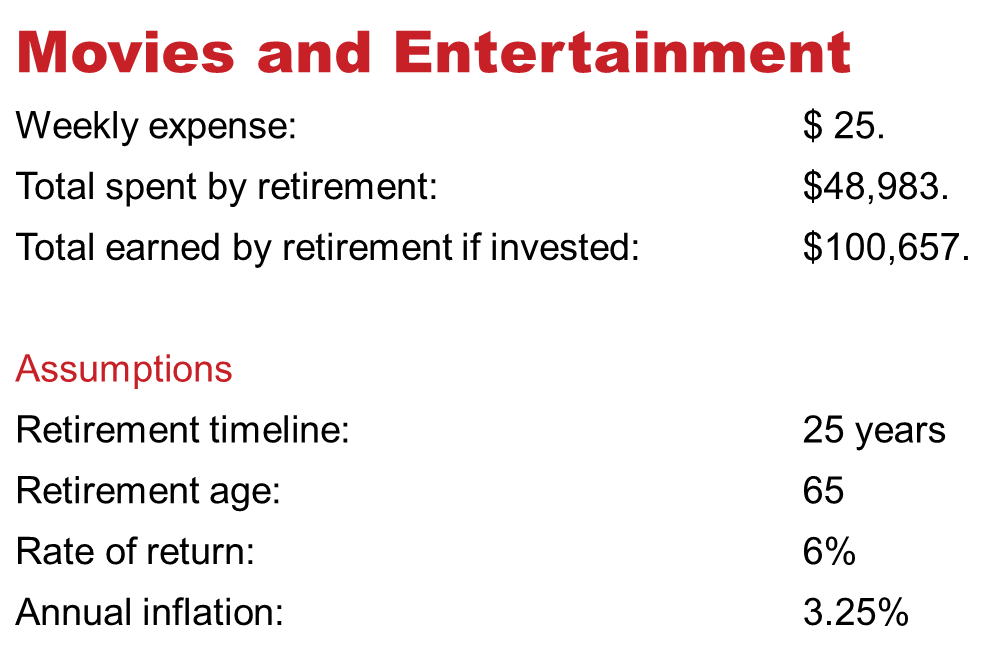 Movies and Entertainment
Weekly expense: $ 25.
Total spent by retirement: $48,983.
Total earned by retirement if invested: $100,657.
Assumptions
Retirement timeline: 25 years
Retirement age: 65
Rate of return: 6%
Annual inflation: 3.25%